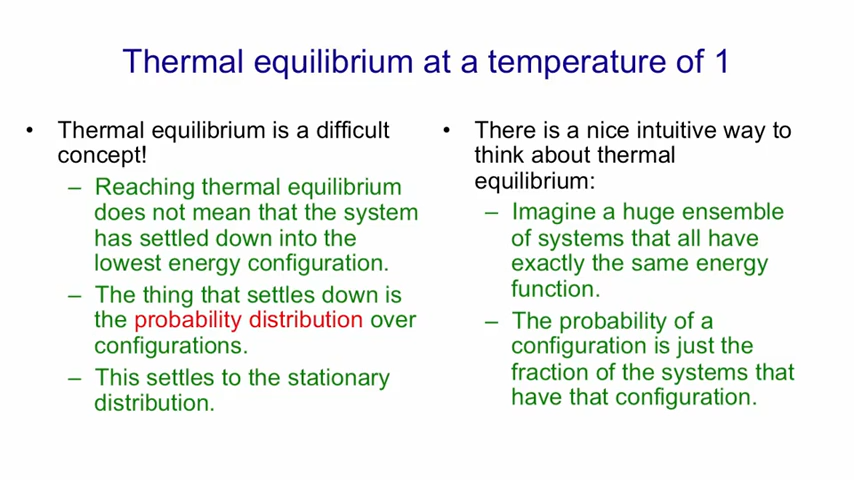 Thermal equilibrium at a temperature of 1
• Thermal equilibrium is a difficult
concept!
– Reaching thermal equilibrium
does not mean that the system
has settled down into the
lowest energy configuration.
– The thing that settles down is
the probability distribution over
configurations.
– This settles to the stationary
distribution.
• There is a nice intuitive way to
think about thermal
equilibrium:
– Imagine a huge ensemble
of systems that all have
exactly the same energy
function.
– The probability of a
configuration is just the
fraction of the systems that
have that configuration.